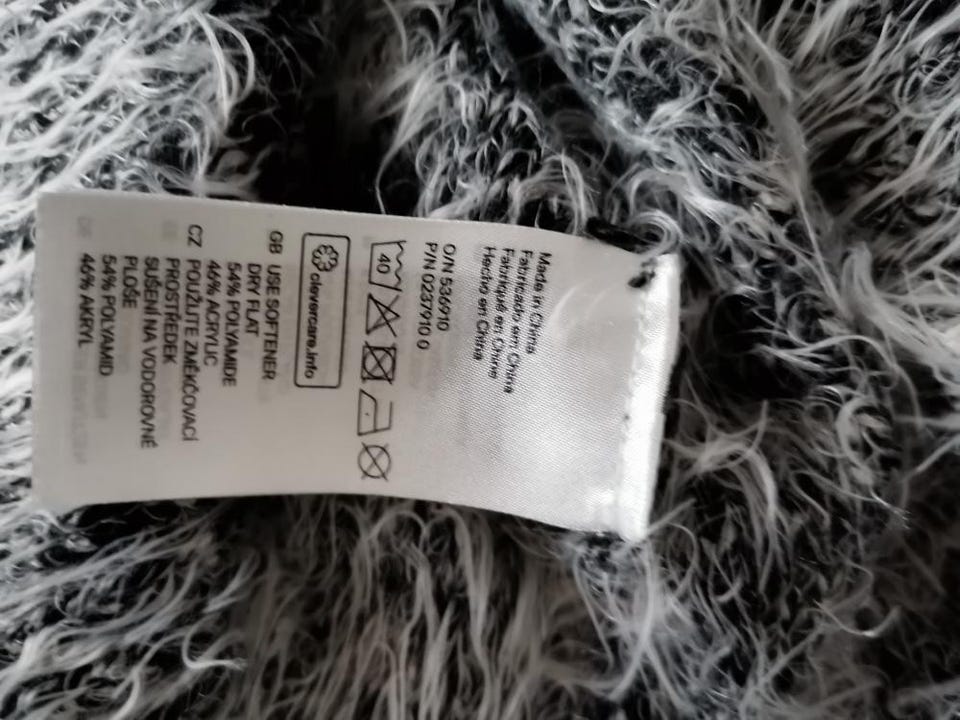 Made in China
Fabricado em China
Fabriqué en Chine
Hecho en China
O/N 536910
P/N 0237910 0
40
clevercare.info
GB USE SOFTENER
DRY FLAT
54% POLYAMIDE
46% ACRYLIC
CZ POUŽIJTE ZMĚKČOVACÍ
PROSTŘEDEK
SUŠENÍ NA VODOROVNÉ
PLOŠE
54% POLYAMID
46% AKRYL